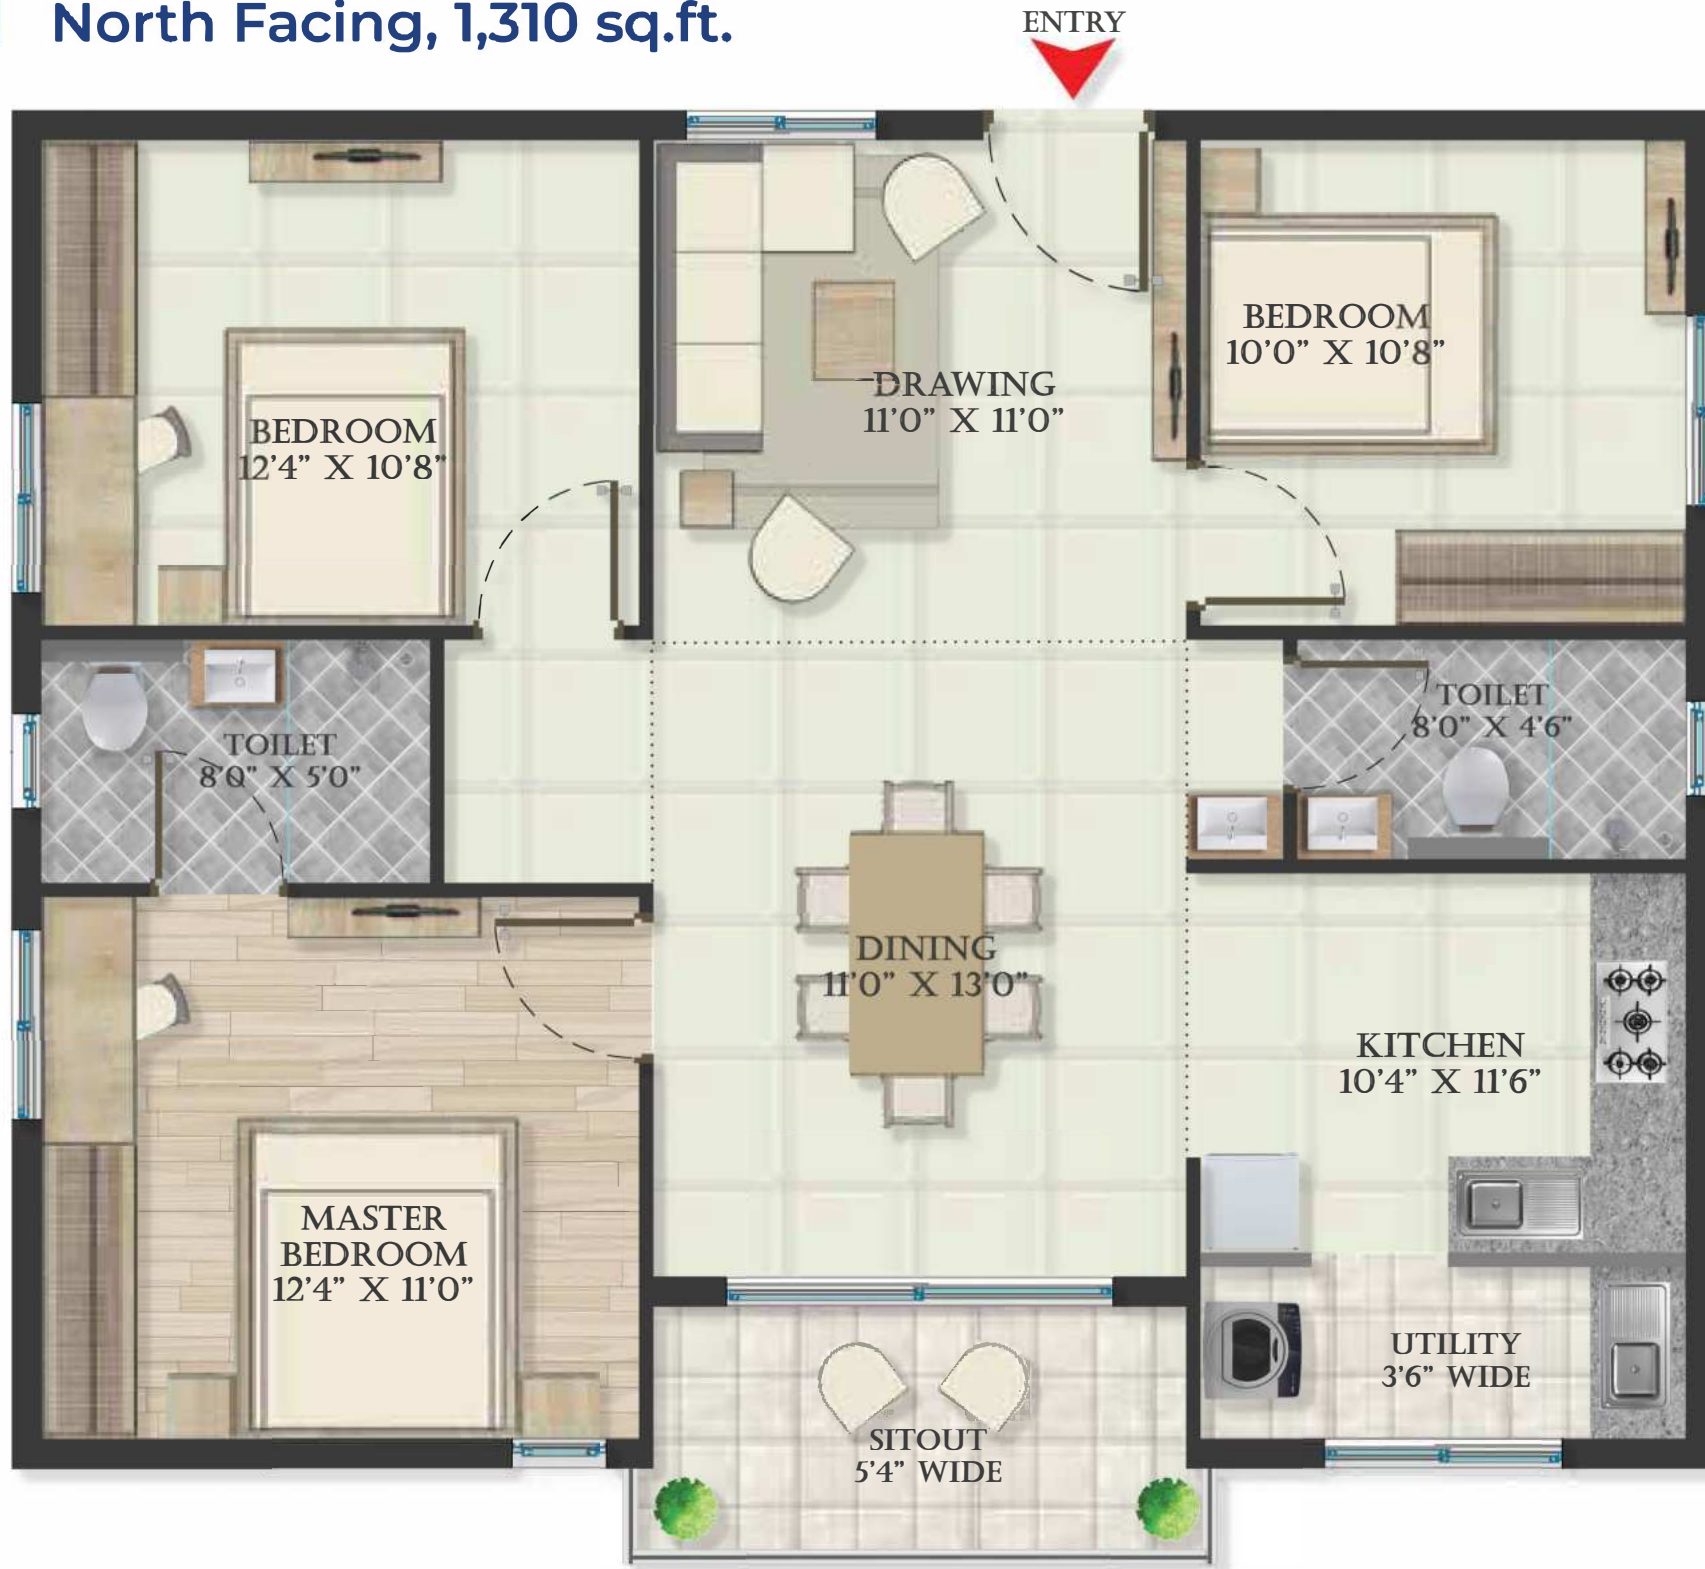 North Facing, 1,310 sq.ft.
ENTRY
BEDROOM
12'4" X 10'8"
DRAWING
11'0" X 11'0"
BEDROOM
10'0" X 10'8"
TOILET
8'0" X 5'0"
TOILET
8'0" X 4'6"
DINING
11'0" X 13'0"
KITCHEN
10'4" X 11'6"
MASTER
BEDROOM
12'4" X 11'0"
UTILITY
3'6" WIDE
SITOUT
5'4" WIDE